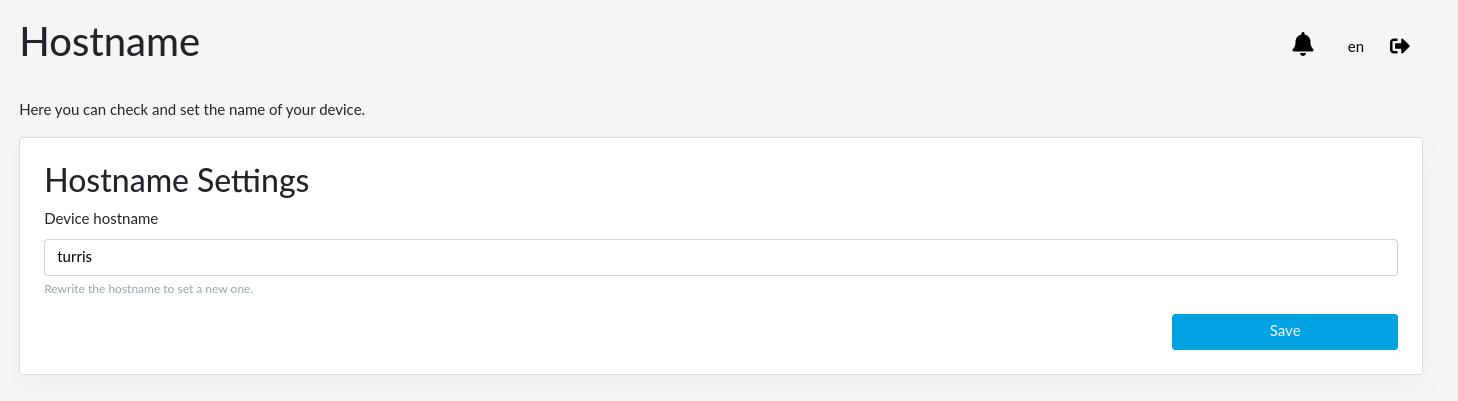 Hostname
en
Here you can check and set the name of your device.
Hostname Settings
Device hostname
turris
Rewrite the hostname to set a new one.
Save